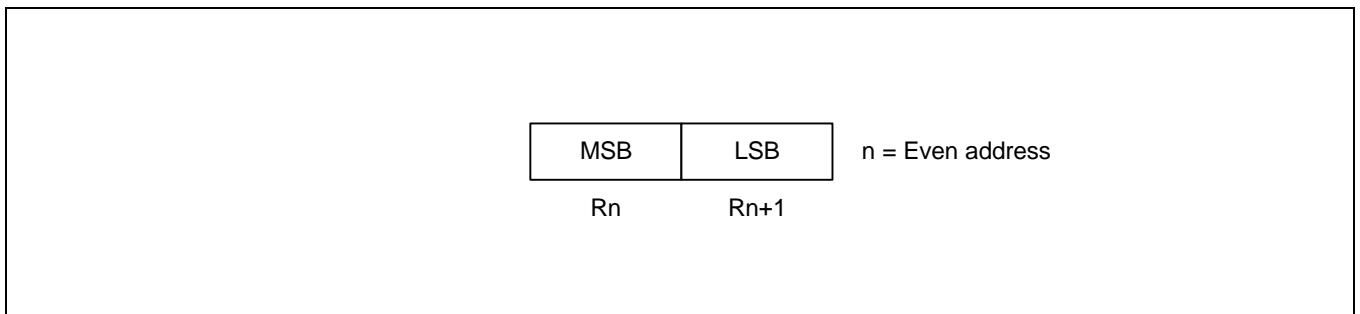 MSB LSB n = Even address
Rn Rn+1